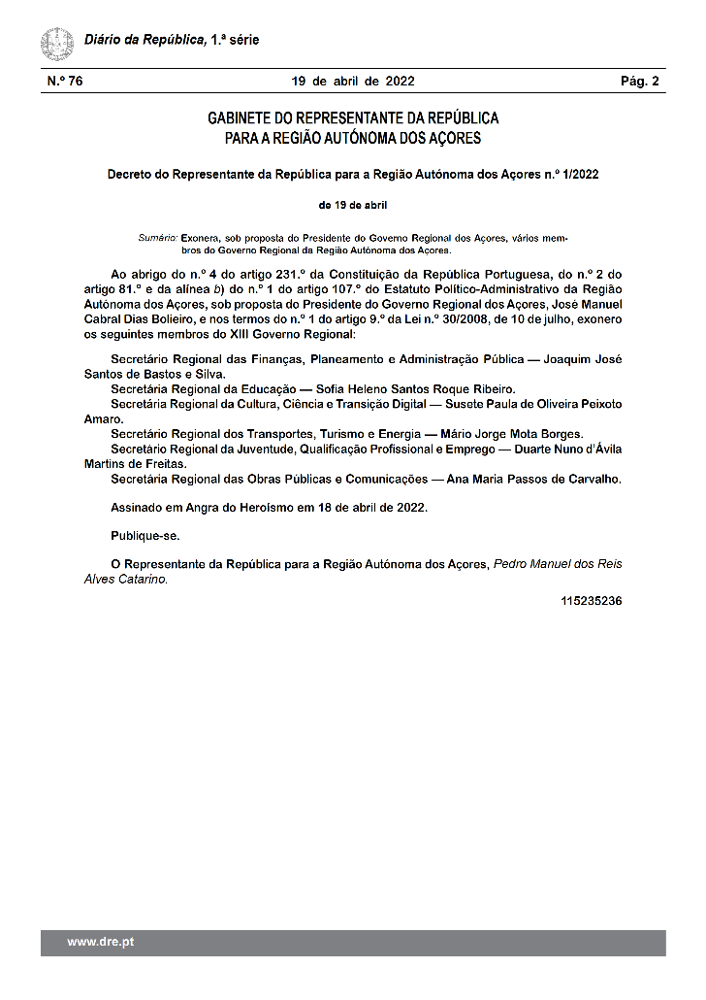 Diário da República, 1.ª série
N.º 76 19 de abril de 2022 Pág. 2
GABINETE DO REPRESENTANTE DA REPÚBLICA
PARA A REGIÃO AUTÓNOMA DOS AÇORES
Decreto do Representante da República para a Região Autónoma dos Açores n.º 1/2022
de 19 de abril
Sumário: Exonera, sob proposta do Presidente do Governo Regional dos Açores, vários mem-
bros do Governo Regional da Região Autónoma dos Açores.
Ao abrigo do n.º 4 do artigo 231.º da Constituição da República Portuguesa, do n.º 2 do
artigo 81.º e da alínea b) do n.º 1 do artigo 107.º do Estatuto Político-Administrativo da Região
Autónoma dos Açores, sob proposta do Presidente do Governo Regional dos Açores, José Manuel
Cabral Dias Bolieiro, e nos termos do n.º 1 do artigo 9.º da Lei n.º 30/2008, de 10 de julho, exonero
os seguintes membros do XIII Governo Regional:
Secretário Regional das Finanças, Planeamento e Administração Pública — Joaquim José
Santos de Bastos e Silva.
Secretária Regional da Educação — Sofia Heleno Santos Roque Ribeiro.
Secretária Regional da Cultura, Ciência e Transição Digital — Susete Paula de Oliveira Peixoto
Amaro.
Secretário Regional dos Transportes, Turismo e Energia — Mário Jorge Mota Borges.
Secretário Regional da Juventude, Qualificação Profissional e Emprego — Duarte Nuno d'Ávila
Martins de Freitas.
Secretária Regional das Obras Públicas e Comunicações — Ana Maria Passos de Carvalho.
Assinado em Angra do Heroísmo em 18 de abril de 2022.
Publique-se.
O Representante da República para a Região Autónoma dos Açores, Pedro Manuel dos Reis
Alves Catarino.
115235236
www.dre.pt